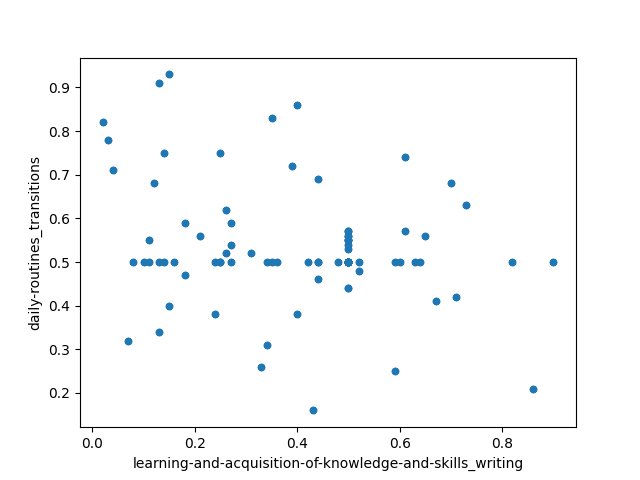 0.9
0.8
0.7
0.6
0.5
0.4
0.3
0.2
daily-routines_transitions
0.0 0.2 0.4 0.6 0.8
learning-and-acquisition-of-knowledge-and-skills_writing